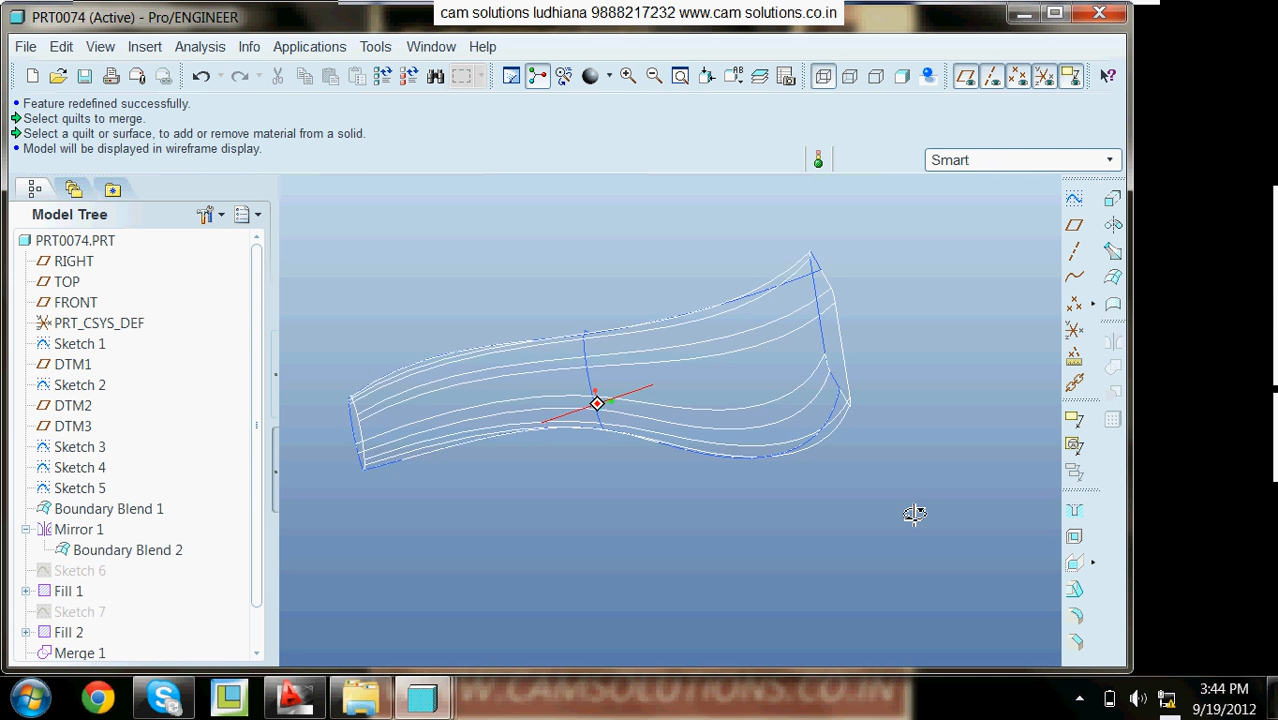 PRT0074 (Active) - Pro/ENGINEER
cam solutions ludhiana 9888217232 www.cam solutions.co.in
File Edit View Insert Analysis Info Applications Tools Window Help
Feature redefined successfully.
Select quilts to merge.
Select a quilt or surface, to add or remove material from a solid.
Model will be displayed in wireframe display.
Smart
Model Tree
PRT0074.PRT
RIGHT
TOP
FRONT
PRT_CSYS_DEF
Sketch 1
DTM1
Sketch 2
DTM2
DTM3
Sketch 3
Sketch 4
Sketch 5
Boundary Blend 1
Mirror 1
Boundary Blend 2
Sketch 6
Fill 1
Sketch 7
Fill 2
Merge 1
3:44 PM
9/19/2012